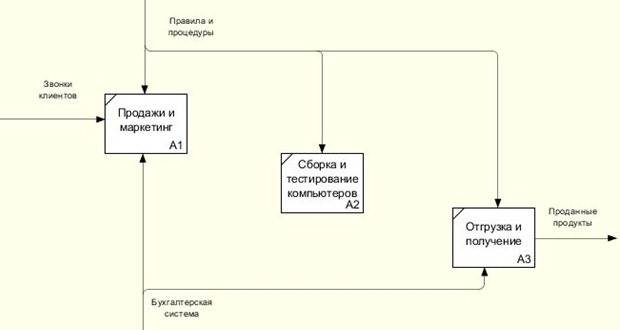 Правила и
процедуры
Звонки
клиентов
Продажи и
маркетинг
A1
Сборка и
тестирование
компьютеров
A2
Отгрузка и
получение
A3
Проданные
продукты
Бухгалтерская
система